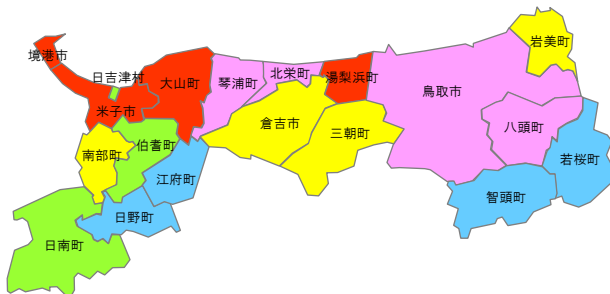 岩美町
境港市
日吉津村
大山町
琴浦町
北栄町
湯梨浜町
鳥取市
米子市
倉吉市
三朝町
八頭町
伯耆町
南部町
若桜町
江府町
智頭町
日野町
日南町